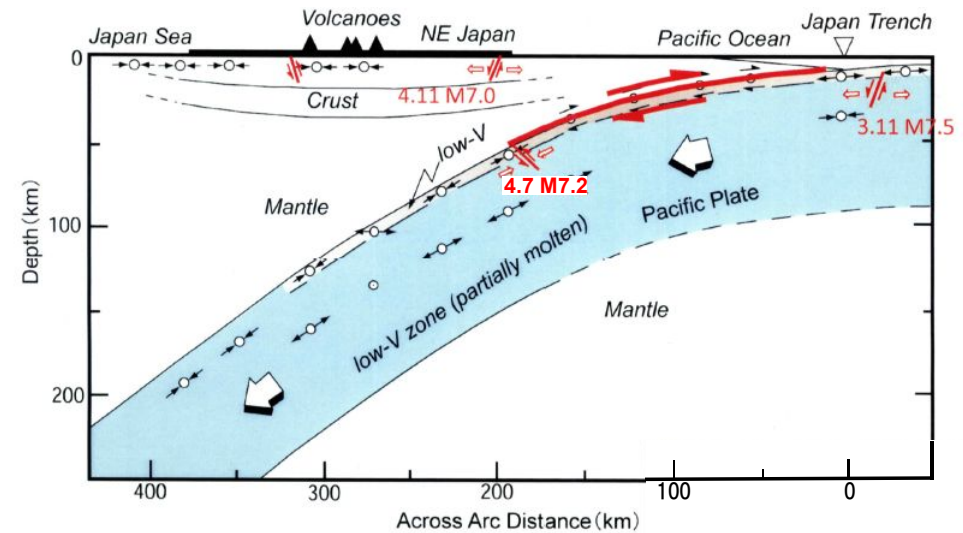 Volcanoes
Japan Sea
NE Japan
Pacific Ocean
Japan Trench
0
Crust
4.11 M7.0
3.11 M7.5
low-V
4.7 M7.2
Mantle
Pacific Plate
100
Depth (km)
low-V zone (partially molten)
Mantle
200
400
300
200
100
0
Across Arc Distance (km)